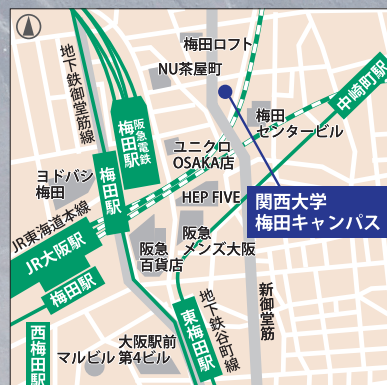 梅田ロフト
NU茶屋町
地下鉄御堂筋線
阪急電鉄
梅田駅
中崎町駅
梅田
センタービル
ユニクロ
OSAKA店
ヨドバシ
梅田
梅田駅
HEP FIVE
関西大学
梅田キャンパス
JR東海道本線
JR大阪駅
阪急
メンズ大阪
阪急
百貨店
梅田駅
新御堂筋
地下鉄谷町線
東梅田駅
西梅田駅
マルビル
大阪駅前
第4ビル